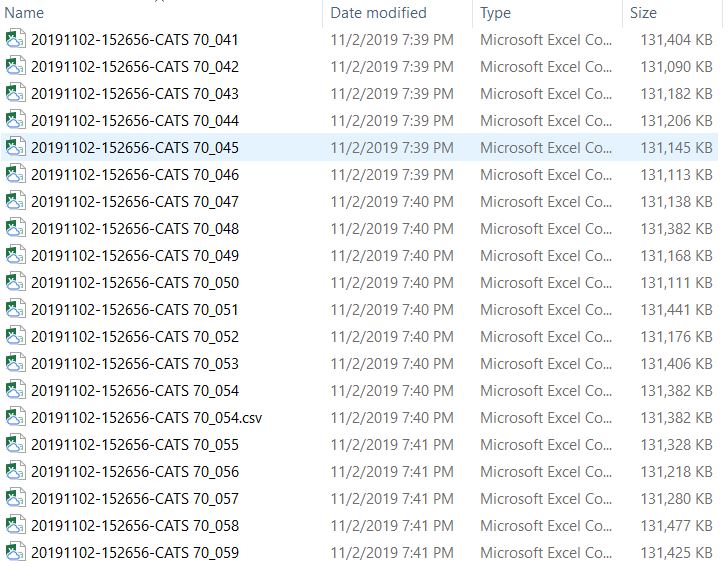 Name Date modified Type Size
20191102-152656-CATS 70_041 11/2/2019 7:39 PM Microsoft Excel Co... 131,404 KB
20191102-152656-CATS 70_042 11/2/2019 7:39 PM Microsoft Excel Co... 131,090 KB
20191102-152656-CATS 70_043 11/2/2019 7:39 PM Microsoft Excel Co... 131,182 KB
20191102-152656-CATS 70_044 11/2/2019 7:39 PM Microsoft Excel Co... 131,206 KB
20191102-152656-CATS 70_045 11/2/2019 7:39 PM Microsoft Excel Co... 131,145 KB
20191102-152656-CATS 70_046 11/2/2019 7:39 PM Microsoft Excel Co... 131,113 KB
20191102-152656-CATS 70_047 11/2/2019 7:40 PM Microsoft Excel Co... 131,138 KB
20191102-152656-CATS 70_048 11/2/2019 7:40 PM Microsoft Excel Co... 131,382 KB
20191102-152656-CATS 70_049 11/2/2019 7:40 PM Microsoft Excel Co... 131,168 KB
20191102-152656-CATS 70_050 11/2/2019 7:40 PM Microsoft Excel Co... 131,111 KB
20191102-152656-CATS 70_051 11/2/2019 7:40 PM Microsoft Excel Co... 131,441 KB
20191102-152656-CATS 70_052 11/2/2019 7:40 PM Microsoft Excel Co... 131,176 KB
20191102-152656-CATS 70_053 11/2/2019 7:40 PM Microsoft Excel Co... 131,406 KB
20191102-152656-CATS 70_054 11/2/2019 7:40 PM Microsoft Excel Co... 131,382 KB
20191102-152656-CATS 70_054.csv 11/2/2019 7:40 PM Microsoft Excel Co... 131,382 KB
20191102-152656-CATS 70_055 11/2/2019 7:41 PM Microsoft Excel Co... 131,328 KB
20191102-152656-CATS 70_056 11/2/2019 7:41 PM Microsoft Excel Co... 131,218 KB
20191102-152656-CATS 70_057 11/2/2019 7:41 PM Microsoft Excel Co... 131,280 KB
20191102-152656-CATS 70_058 11/2/2019 7:41 PM Microsoft Excel Co... 131,477 KB
20191102-152656-CATS 70_059 11/2/2019 7:41 PM Microsoft Excel Co... 131,425 KB